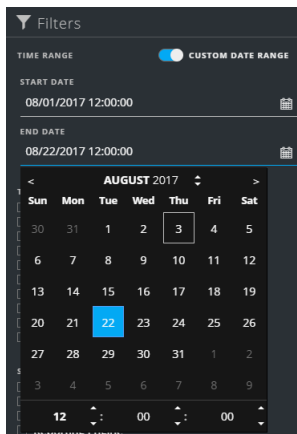 Filters
TIME RANGE CUSTOM DATE RANGE
START DATE
08/01/2017 12:00:00
END DATE
08/22/2017 12:00:00
< AUGUST 2017 >
Sun Mon Tue Wed Thu Fri Sat
30 31 1 2 3 4 5
6 7 8 9 10 11 12
13 14 15 16 17 18 19
20 21 22 23 24 25 26
27 28 29 30 31 1 2
3 4 5 6 7 8 9
12 : 00 : 00